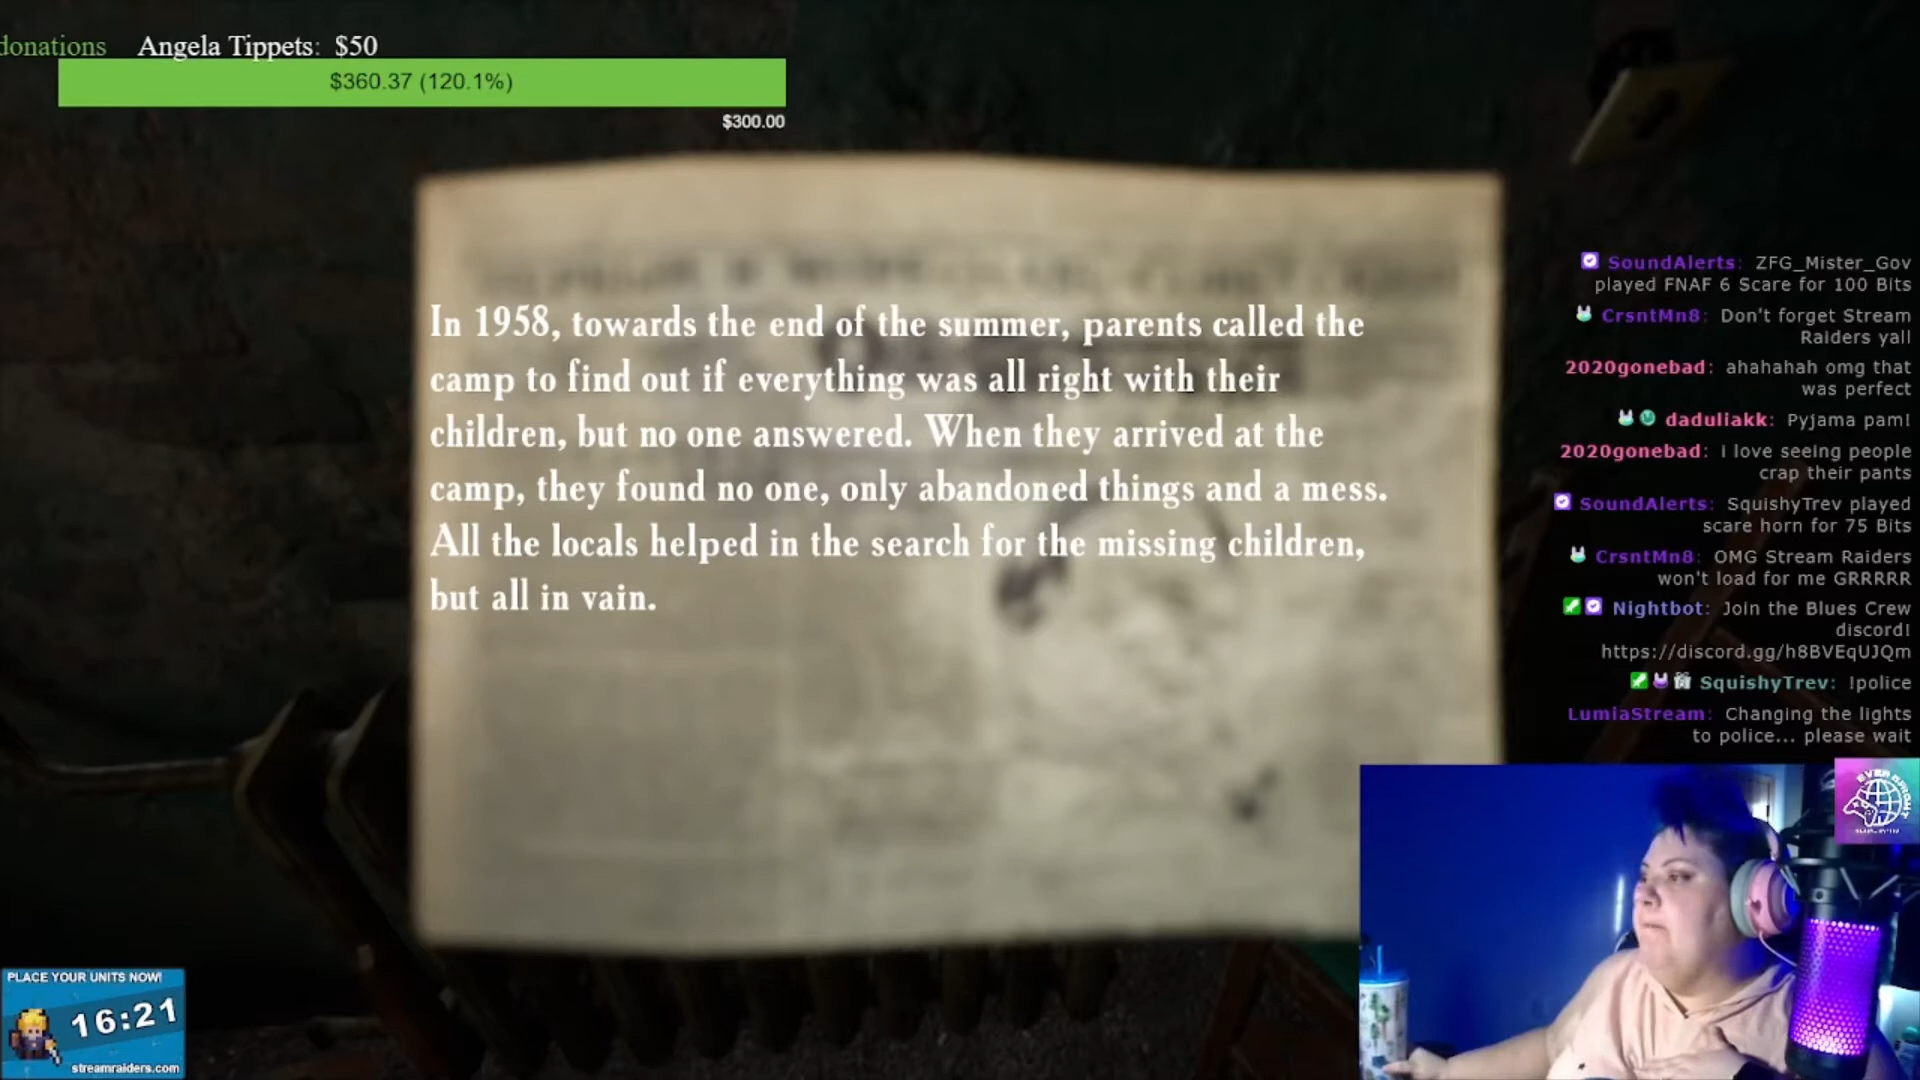 donations Angela Tippets: $50
$360.37 (120.1%)
$300.00
In 1958, towards the end of the summer, parents called the
camp to find out if everything was all right with their
children, but no one answered. When they arrived at the
camp, they found no one, only abandoned things and a mess.
All the locals helped in the search for the missing children,
but all in vain.
SoundAlerts: ZFG_Mister_Gov
played FNAF 6 Scare for 100 Bits
CrsntMn8: Don't forget Stream
Raiders yall
2020gonebad: ahahahah omg that
was perfect
daduliakk: Pyjama pam!
2020gonebad: i love seeing people
crap their pants
SoundAlerts: SquishyTrev played
scare horn for 75 Bits
CrsntMn8: OMG Stream Raiders
won't load for me GRRRRR
Nightbot: Join the Blues Crew
discord!
https://discord.gg/h8BVEqUJQm
SquishyTrev: !police
LumiaStream: Changing the lights
to police... please wait
PLACE YOUR UNITS NOW!
16:21
streamraiders.com